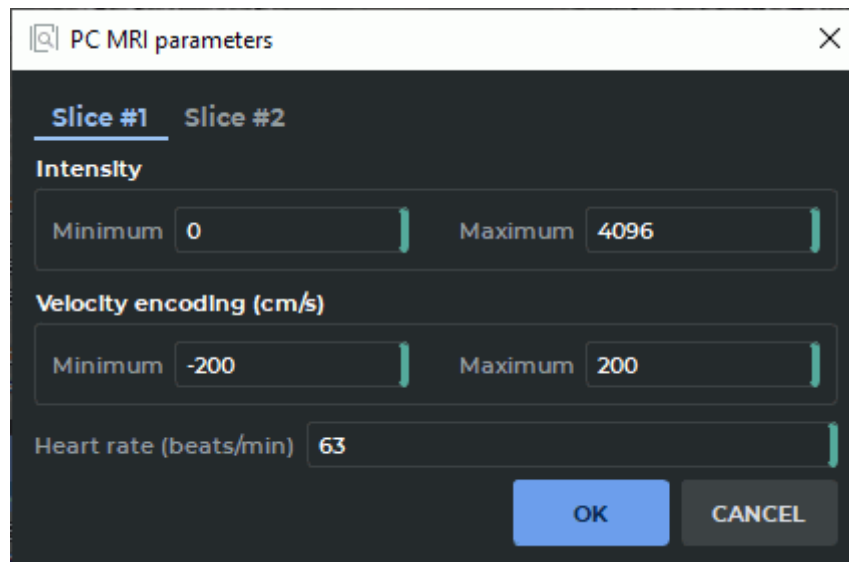 PC MRI parameters
Slice #1 Slice #2
Intensity
Minimum 0 Maximum 4096
Velocity encoding (cm/s)
Minimum -200 Maximum 200
Heart rate (beats/min) 63
OK CANCEL